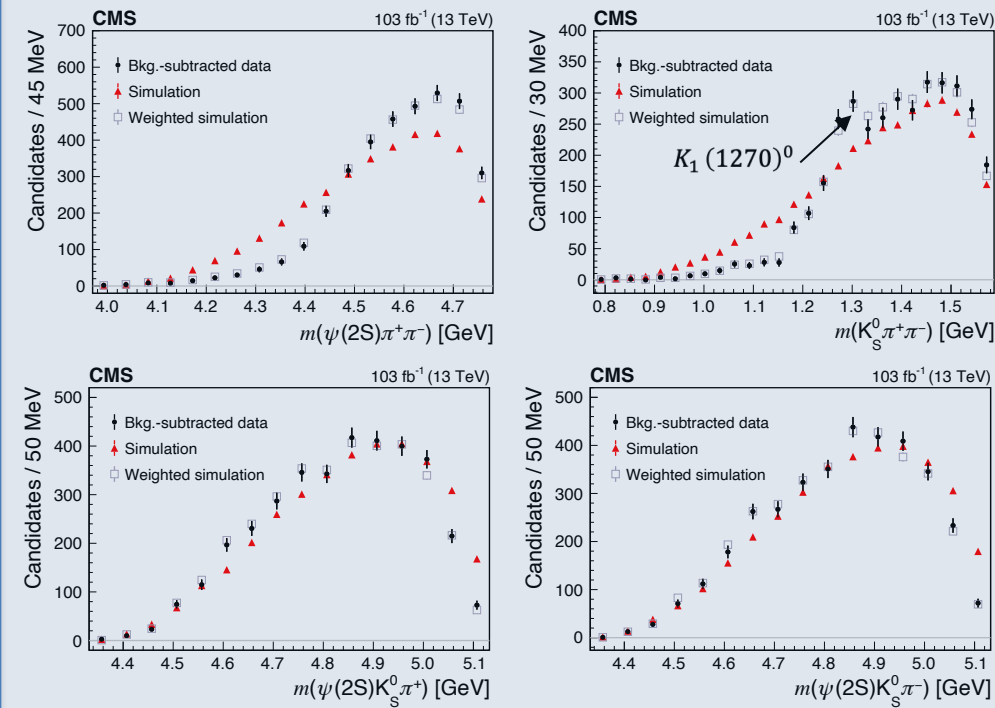 CMS 103 fb⁻¹ (13 TeV)
Candidates / 45 MeV
700
600
500
400
300
200
100
0
Bkg.-subtracted data
Simulation
Weighted simulation
4.0 4.1 4.2 4.3 4.4 4.5 4.6 4.7
m(ψ(2S)π⁺π⁻) [GeV]
CMS 103 fb⁻¹ (13 TeV)
Candidates / 30 MeV
400
350
300
250
200
150
100
50
0
Bkg.-subtracted data
Simulation
Weighted simulation
K₁ (1270)⁰
0.8 0.9 1.0 1.1 1.2 1.3 1.4 1.5
m(K⁰_S π⁺π⁻) [GeV]
CMS 103 fb⁻¹ (13 TeV)
Candidates / 50 MeV
500
400
300
200
100
0
Bkg.-subtracted data
Simulation
Weighted simulation
4.4 4.5 4.6 4.7 4.8 4.9 5.0 5.1
m(ψ(2S)K⁰_S π⁺) [GeV]
CMS 103 fb⁻¹ (13 TeV)
Candidates / 50 MeV
500
400
300
200
100
0
Bkg.-subtracted data
Simulation
Weighted simulation
4.4 4.5 4.6 4.7 4.8 4.9 5.0 5.1
m(ψ(2S)K⁰_S π⁻) [GeV]